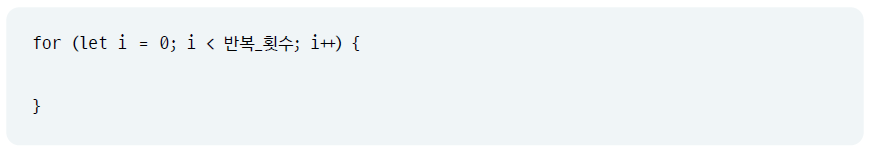 for (let i = 0; i < 반복_횟수; i++) {
}